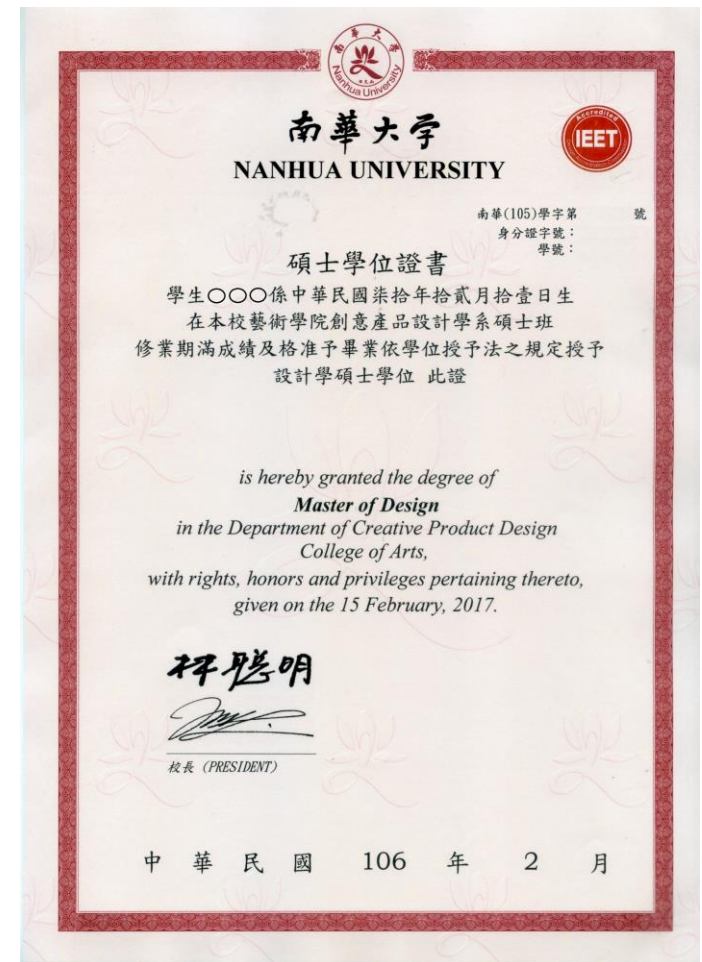 南華大學
Nanhua University
南華大学
NANHUA UNIVERSITY
Accredited
IEET
南華(105)學字第 號
身分證字號：
學號：
碩士學位證書
學生○○○係中華民國柒拾年拾貳月拾壹日生
在本校藝術學院創意產品設計學系碩士班
修業期滿成績及格准予畢業依學位授予法之規定授予
設計學碩士學位 此證
is hereby granted the degree of
Master of Design
in the Department of Creative Product Design
College of Arts,
with rights, honors and privileges pertaining thereto,
given on the 15 February, 2017.
林聰明
校長 (PRESIDENT)
中 華 民 國 106 年 2 月